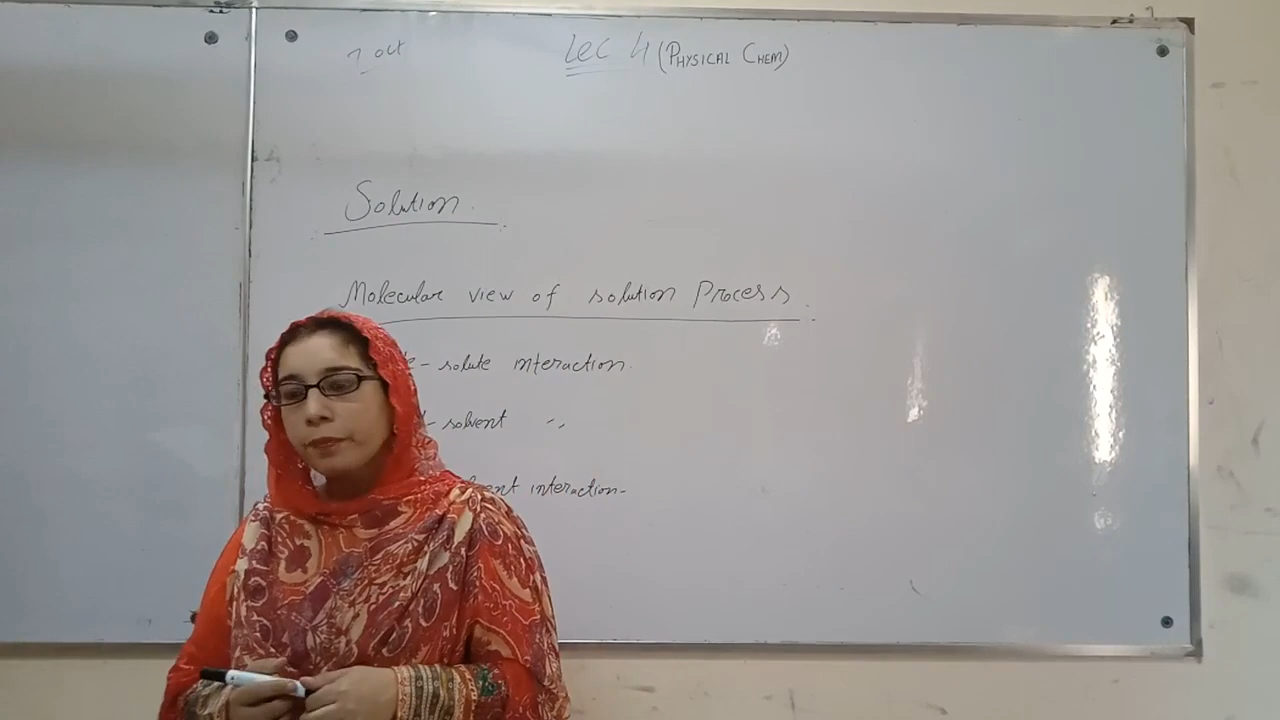 7 oct
Lec 4 (PHYSICAL CHEM)
Solution
Molecular view of solution Process
- solute interaction.
- solvent "
interaction-